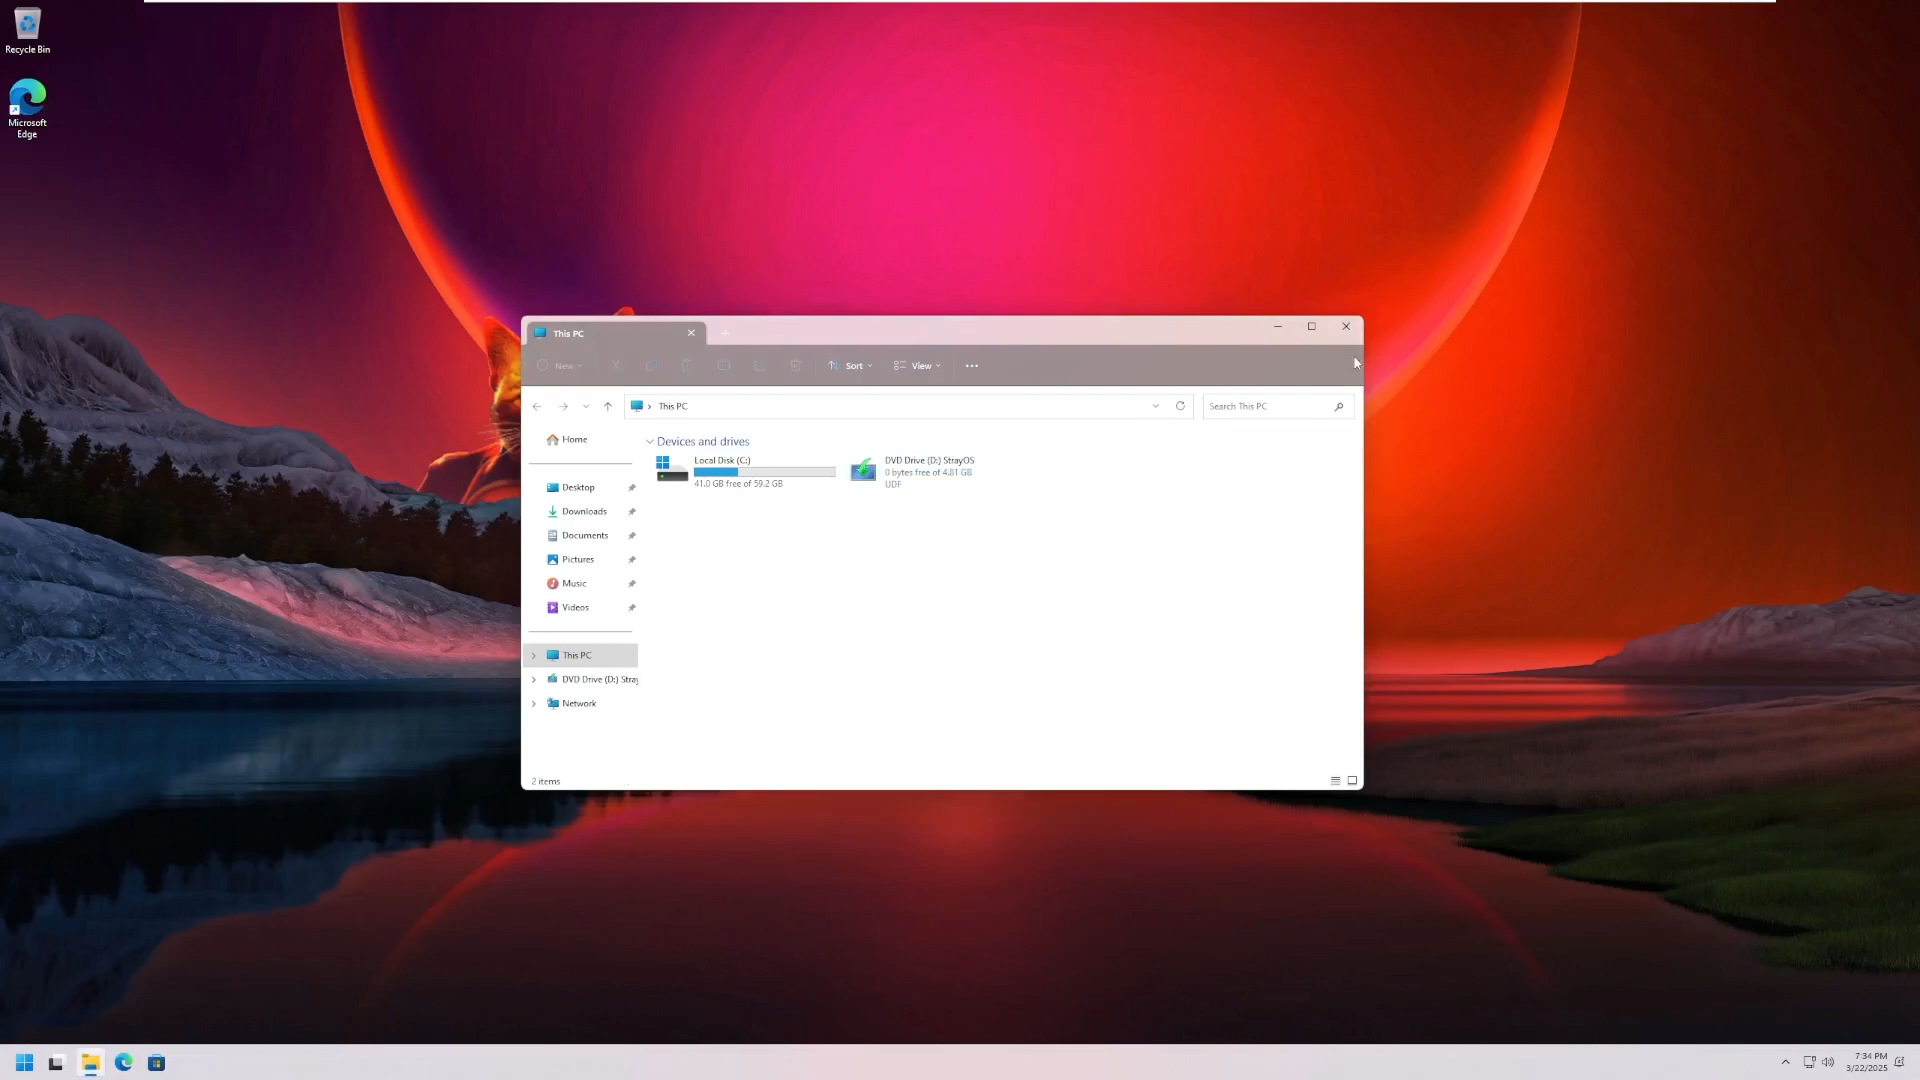 Recycle Bin
Microsoft
Edge
This PC
New
Sort
View
This PC
Search This PC
Home
Desktop
Downloads
Documents
Pictures
Music
Videos
This PC
DVD Drive (D:) Stray
Network
Devices and drives
Local Disk (C:)
41.0 GB free of 59.2 GB
DVD Drive (D:) StrayOS
0 bytes free of 4.81 GB
UDF
2 items
7:34 PM
3/22/2025